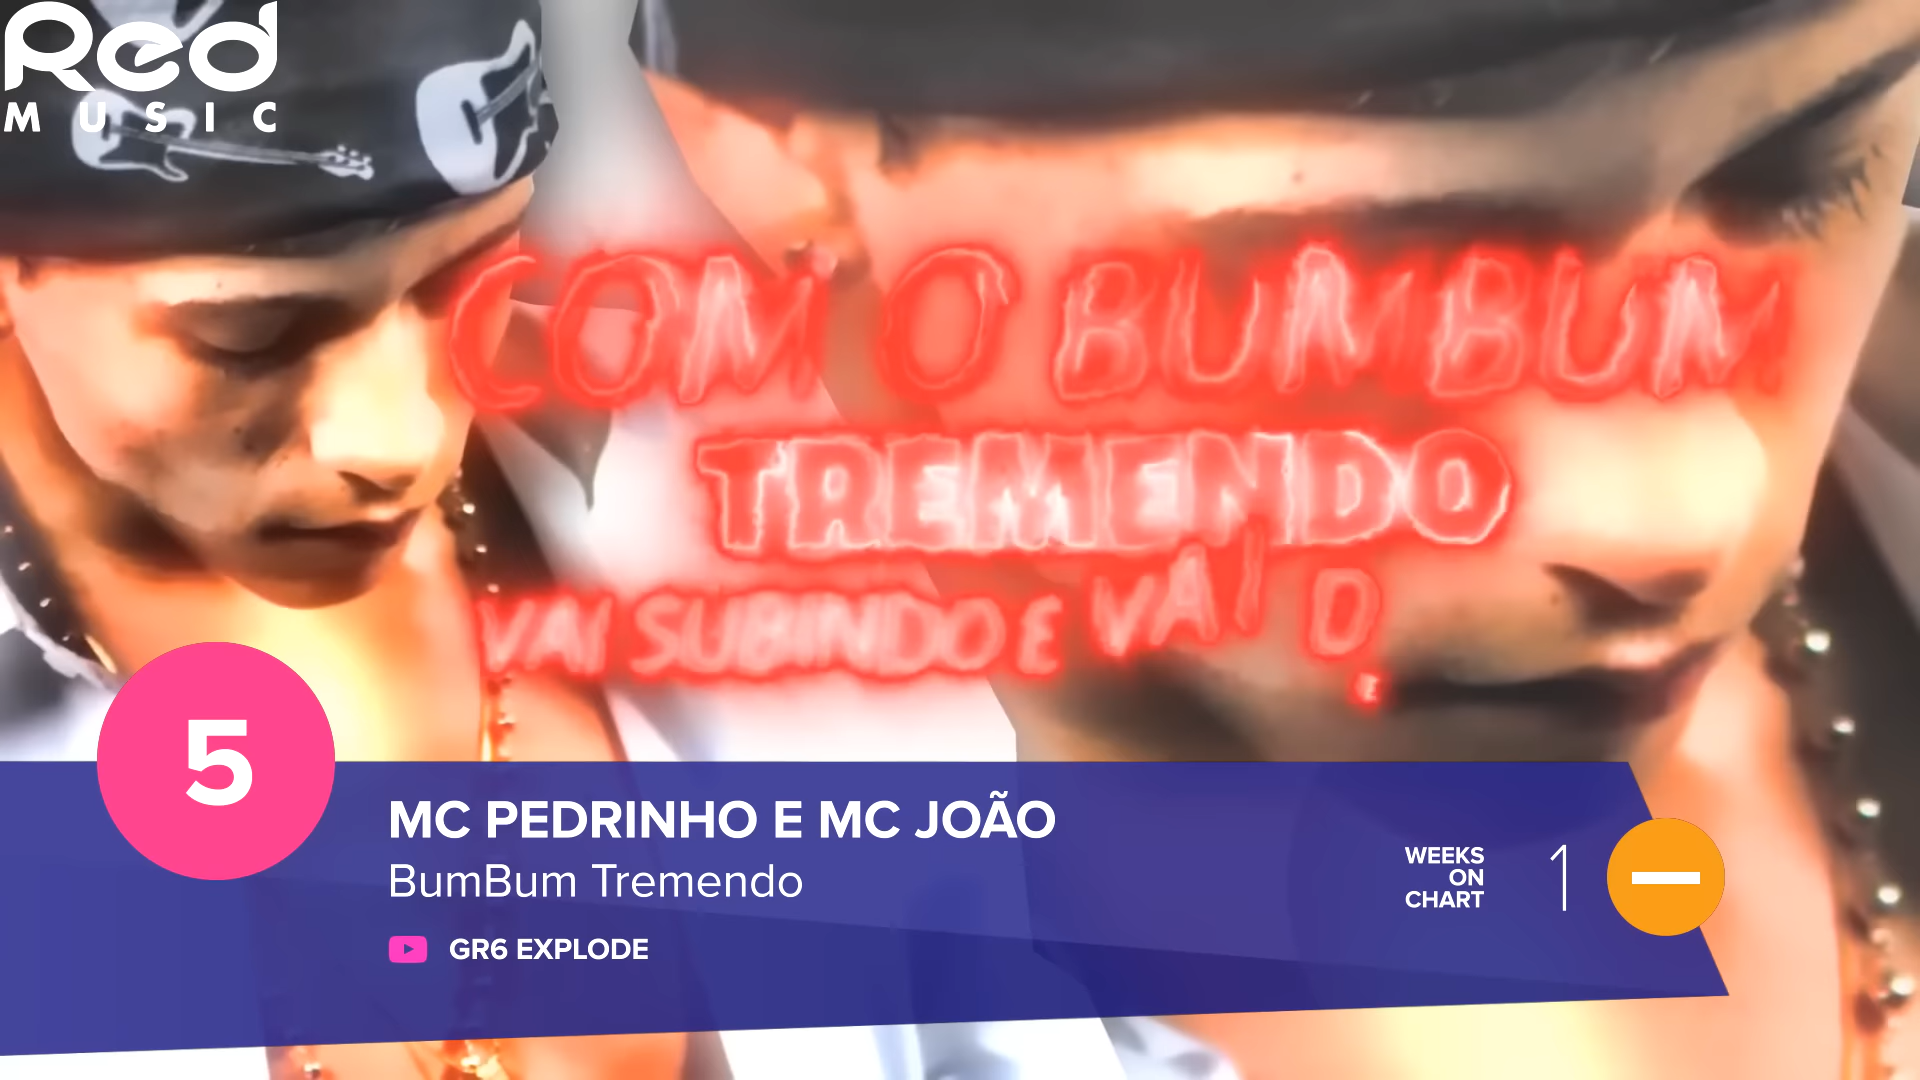 Red
MUSIC
COM O BUMBUM
TREMENDO
VAI SUBINDO E VAI D E
5
MC PEDRINHO E MC JOÃO
BumBum Tremendo
GR6 EXPLODE
WEEKS
ON
CHART
1